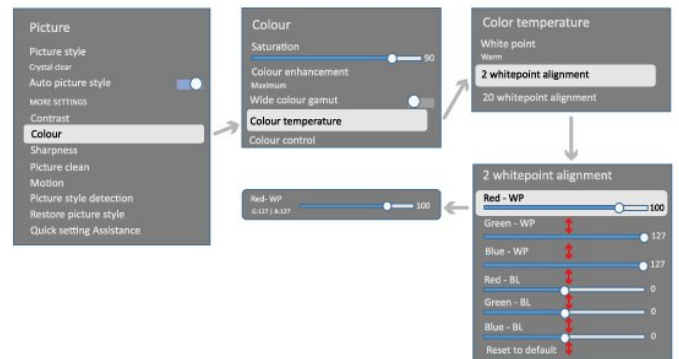 Picture
Picture style
Crystal clear
Auto picture style
MORE SETTINGS
Contrast
Colour
Sharpness
Picture clean
Motion
Picture style detection
Restore picture style
Quick setting Assistance
Colour
Saturation
90
Colour enhancement
Maximum
Wide colour gamut
Colour temperature
Colour control
Color temperature
White point
Warm
2 whitepoint alignment
20 whitepoint alignment
2 whitepoint alignment
Red - WP
100
Green - WP
127
Blue - WP
127
Red - BL
0
Green - BL
0
Blue - BL
0
Reset to default
Red- WP
G:127 | B:127
100